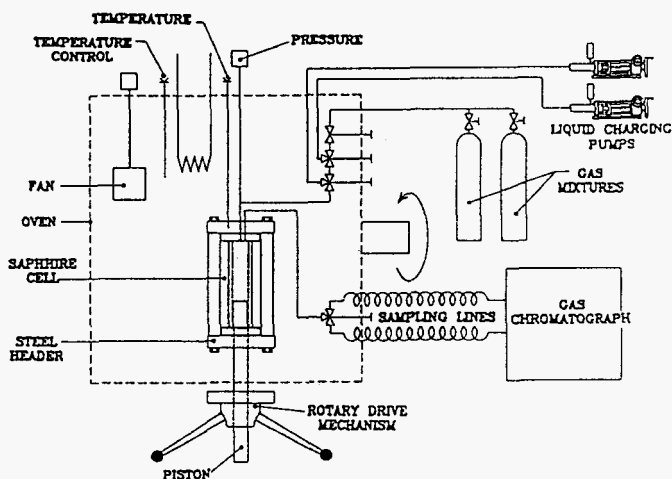 TEMPERATURE
TEMPERATURE
CONTROL
PRESSURE
LIQUID CHARGING
PUMPS
GAS
MIXTURES
FAN
OVEN
SAPHHIRE
CELL
STEEL
HEADER
SAMPLING LINES
GAS
CHROMATOGRAPH
ROTARY DRIVE
MECHANISM
PISTON